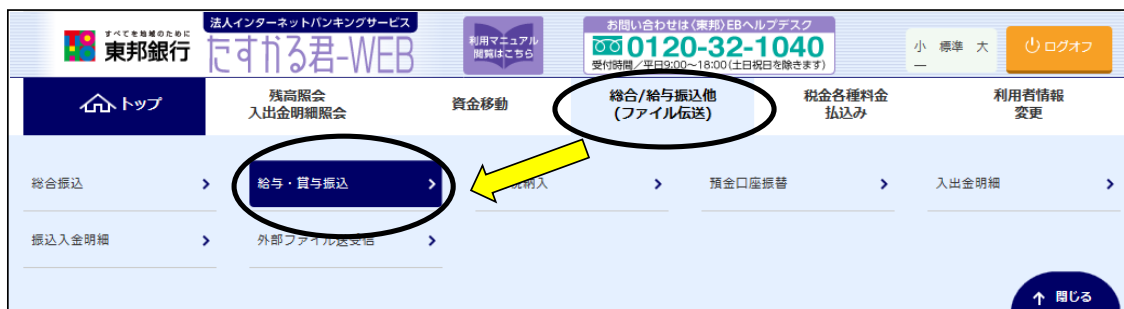 すべてを地域のために
東邦銀行
法人インターネットバンキングサービス
たすかる君-WEB
利用マニュアル
閲覧はこちら
お問い合わせは〈東邦〉EBヘルプデスク
0120-32-1040
受付時間／平日9:00～18:00(土日祝日を除きます)
小 標準 大
ログオフ
トップ
残高照会
入出金明細照会
資金移動
総合/給与振込他
(ファイル伝送)
税金各種料金
払込み
利用者情報
変更
総合振込
給与・賞与振込
納入
預金口座振替
入出金明細
振込入金明細
外部ファイル送受信
閉じる